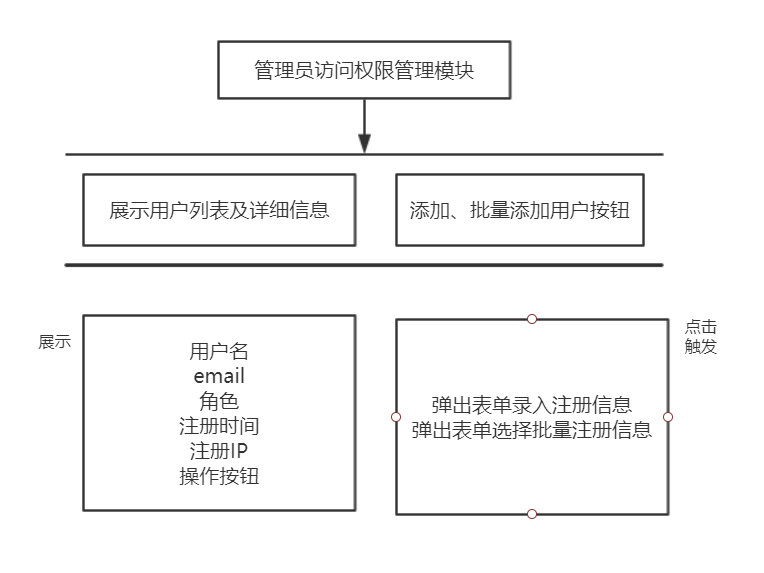 管理员访问权限管理模块
展示用户列表及详细信息
添加、批量添加用户按钮
展示
用户名
email
角色
注册时间
注册IP
操作按钮
点击
触发
弹出表单录入注册信息
弹出表单选择批量注册信息